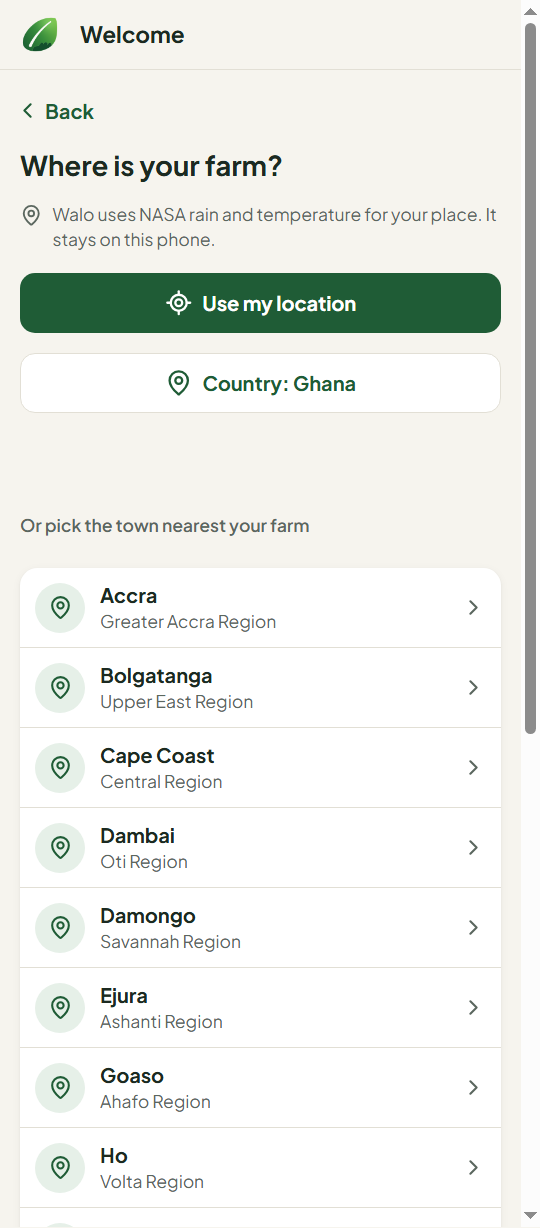 Welcome
Back
Where is your farm?
Walo uses NASA rain and temperature for your place. It
stays on this phone.
Use my location
Country: Ghana
Or pick the town nearest your farm
Accra
Greater Accra Region
Bolgatanga
Upper East Region
Cape Coast
Central Region
Dambai
Oti Region
Damongo
Savannah Region
Ejura
Ashanti Region
Goaso
Ahafo Region
Ho
Volta Region